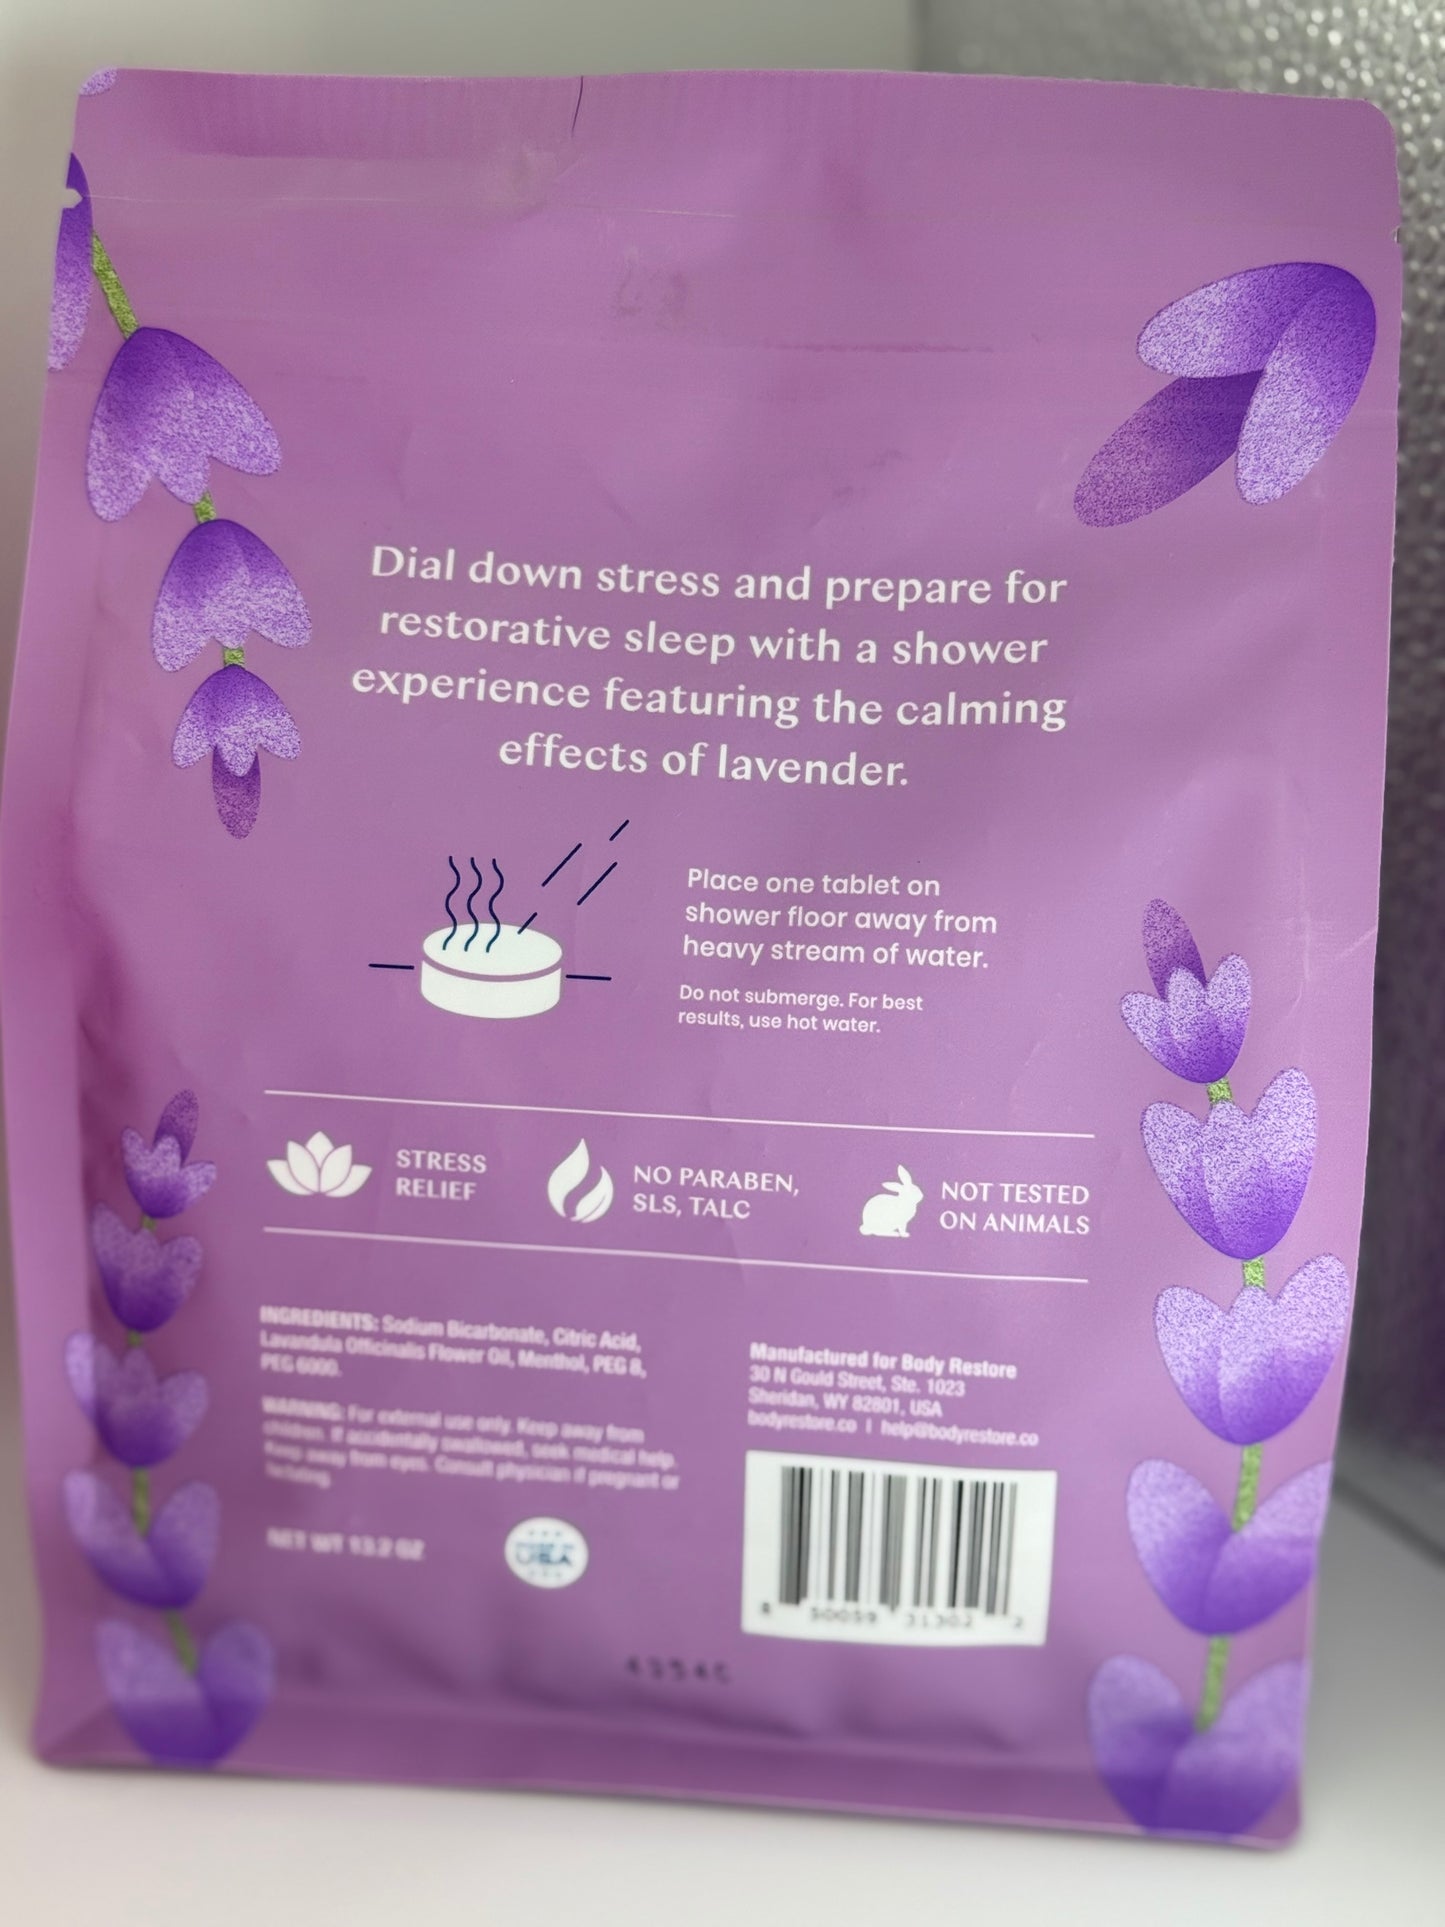 Dial down stress and prepare for
restorative sleep with a shower
experience featuring the calming
effects of lavender.
Place one tablet on
shower floor away from
heavy stream of water.
Do not submerge. For best
results, use hot water.
STRESS
RELIEF
NO PARABEN,
SLS, TALC
NOT TESTED
ON ANIMALS
INGREDIENTS: Sodium Bicarbonate, Citric Acid,
Lavandula Officinalis Flower Oil, Menthol, PEG 8,
PEG 6000.
WARNING: For external use only. Keep away from
children. If accidentally swallowed, seek medical help.
Keep away from eyes. Consult physician if pregnant or
Manufactured for Body Restore
30 N Gould Street, Ste. 1023
Sheridan, WY 82801, USA
bodyrestore.co | help@bodyrestore.co
NET WT 13.2 OZ
USA
8 50059 31302 2